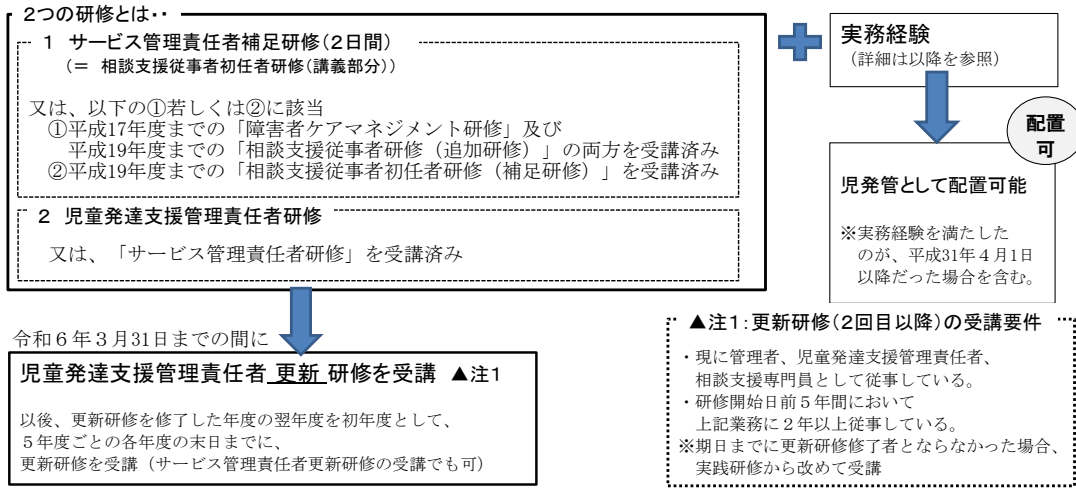 2つの研修とは・・
1 サービス管理責任者補足研修(2日間)
(= 相談支援従事者初任者研修(講義部分))
又は、以下の①若しくは②に該当
①平成17年度までの「障害者ケアマネジメント研修」及び
平成19年度までの「相談支援従事者研修（追加研修）」の両方を受講済み
②平成19年度までの「相談支援従事者初任者研修（補足研修）」を受講済み
2 児童発達支援管理責任者研修
又は、「サービス管理責任者研修」を受講済み
実務経験
（詳細は以降を参照）
配置
可
児発管として配置可能
※実務経験を満たした
のが、平成31年４月1日
以降だった場合を含む。
令和６年３月31日までの間に
児童発達支援管理責任者 更新 研修を受講 ▲注1
以後、更新研修を修了した年度の翌年度を初年度として、
５年度ごとの各年度の末日までに、
更新研修を受講（サービス管理責任者更新研修の受講でも可）
▲注1:更新研修(2回目以降)の受講要件
・現に管理者、児童発達支援管理責任者、
相談支援専門員として従事している。
・研修開始日前５年間において
上記業務に２年以上従事している。
※期日までに更新研修修了者とならなかった場合、
実践研修から改めて受講